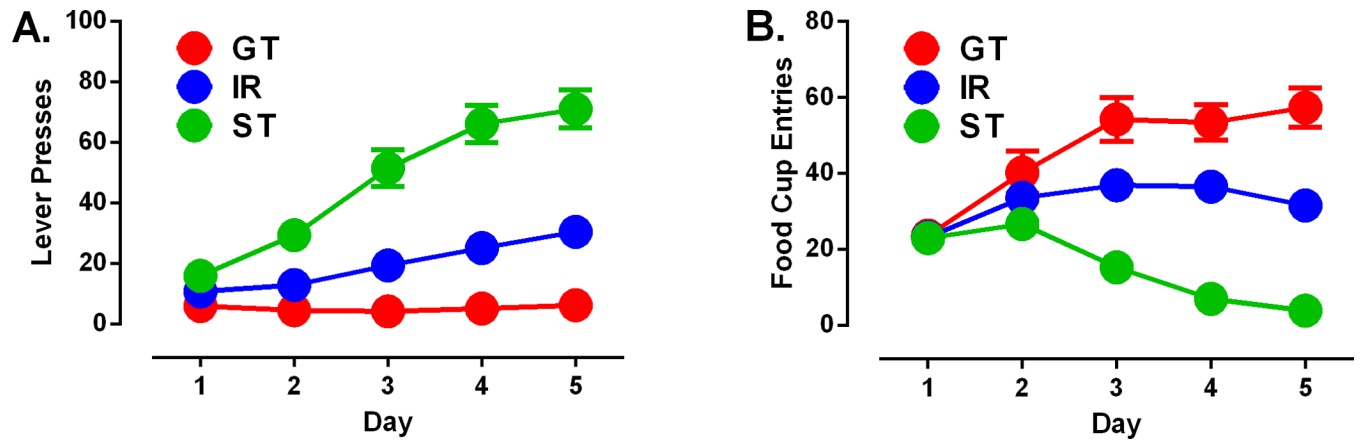 A.
Lever Presses
100
80
60
40
20
0
GT
IR
ST
1 2 3 4 5
Day
B.
Food Cup Entries
80
60
40
20
0
GT
IR
ST
1 2 3 4 5
Day